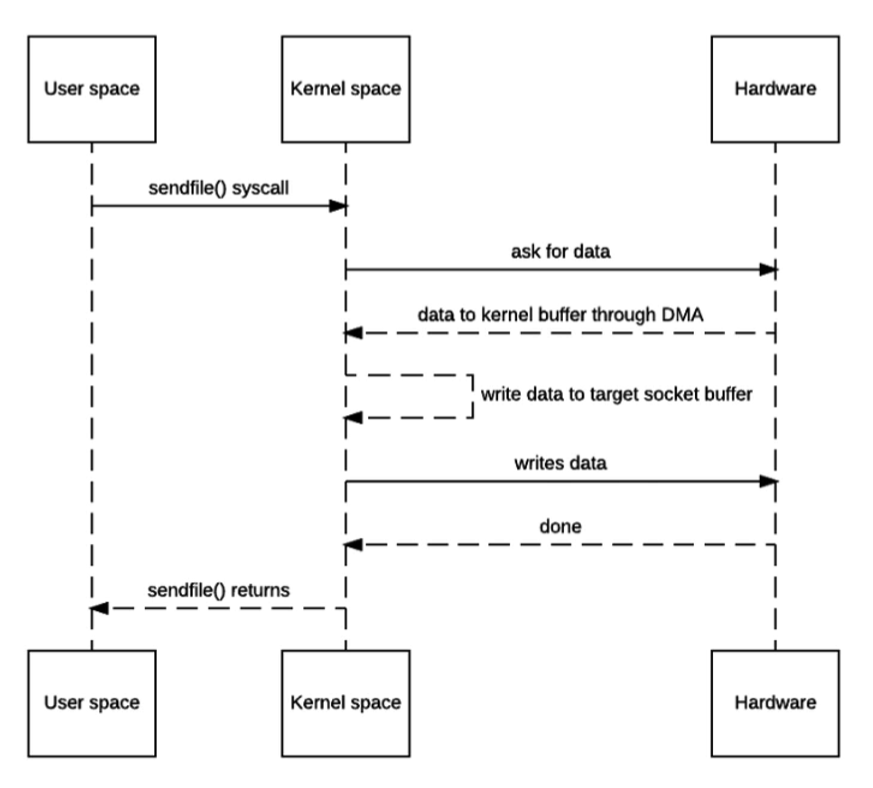 User space
Kernel space
Hardware
sendfile() syscall
ask for data
data to kernel buffer through DMA
write data to target socket buffer
writes data
done
sendfile() returns
User space
Kernel space
Hardware